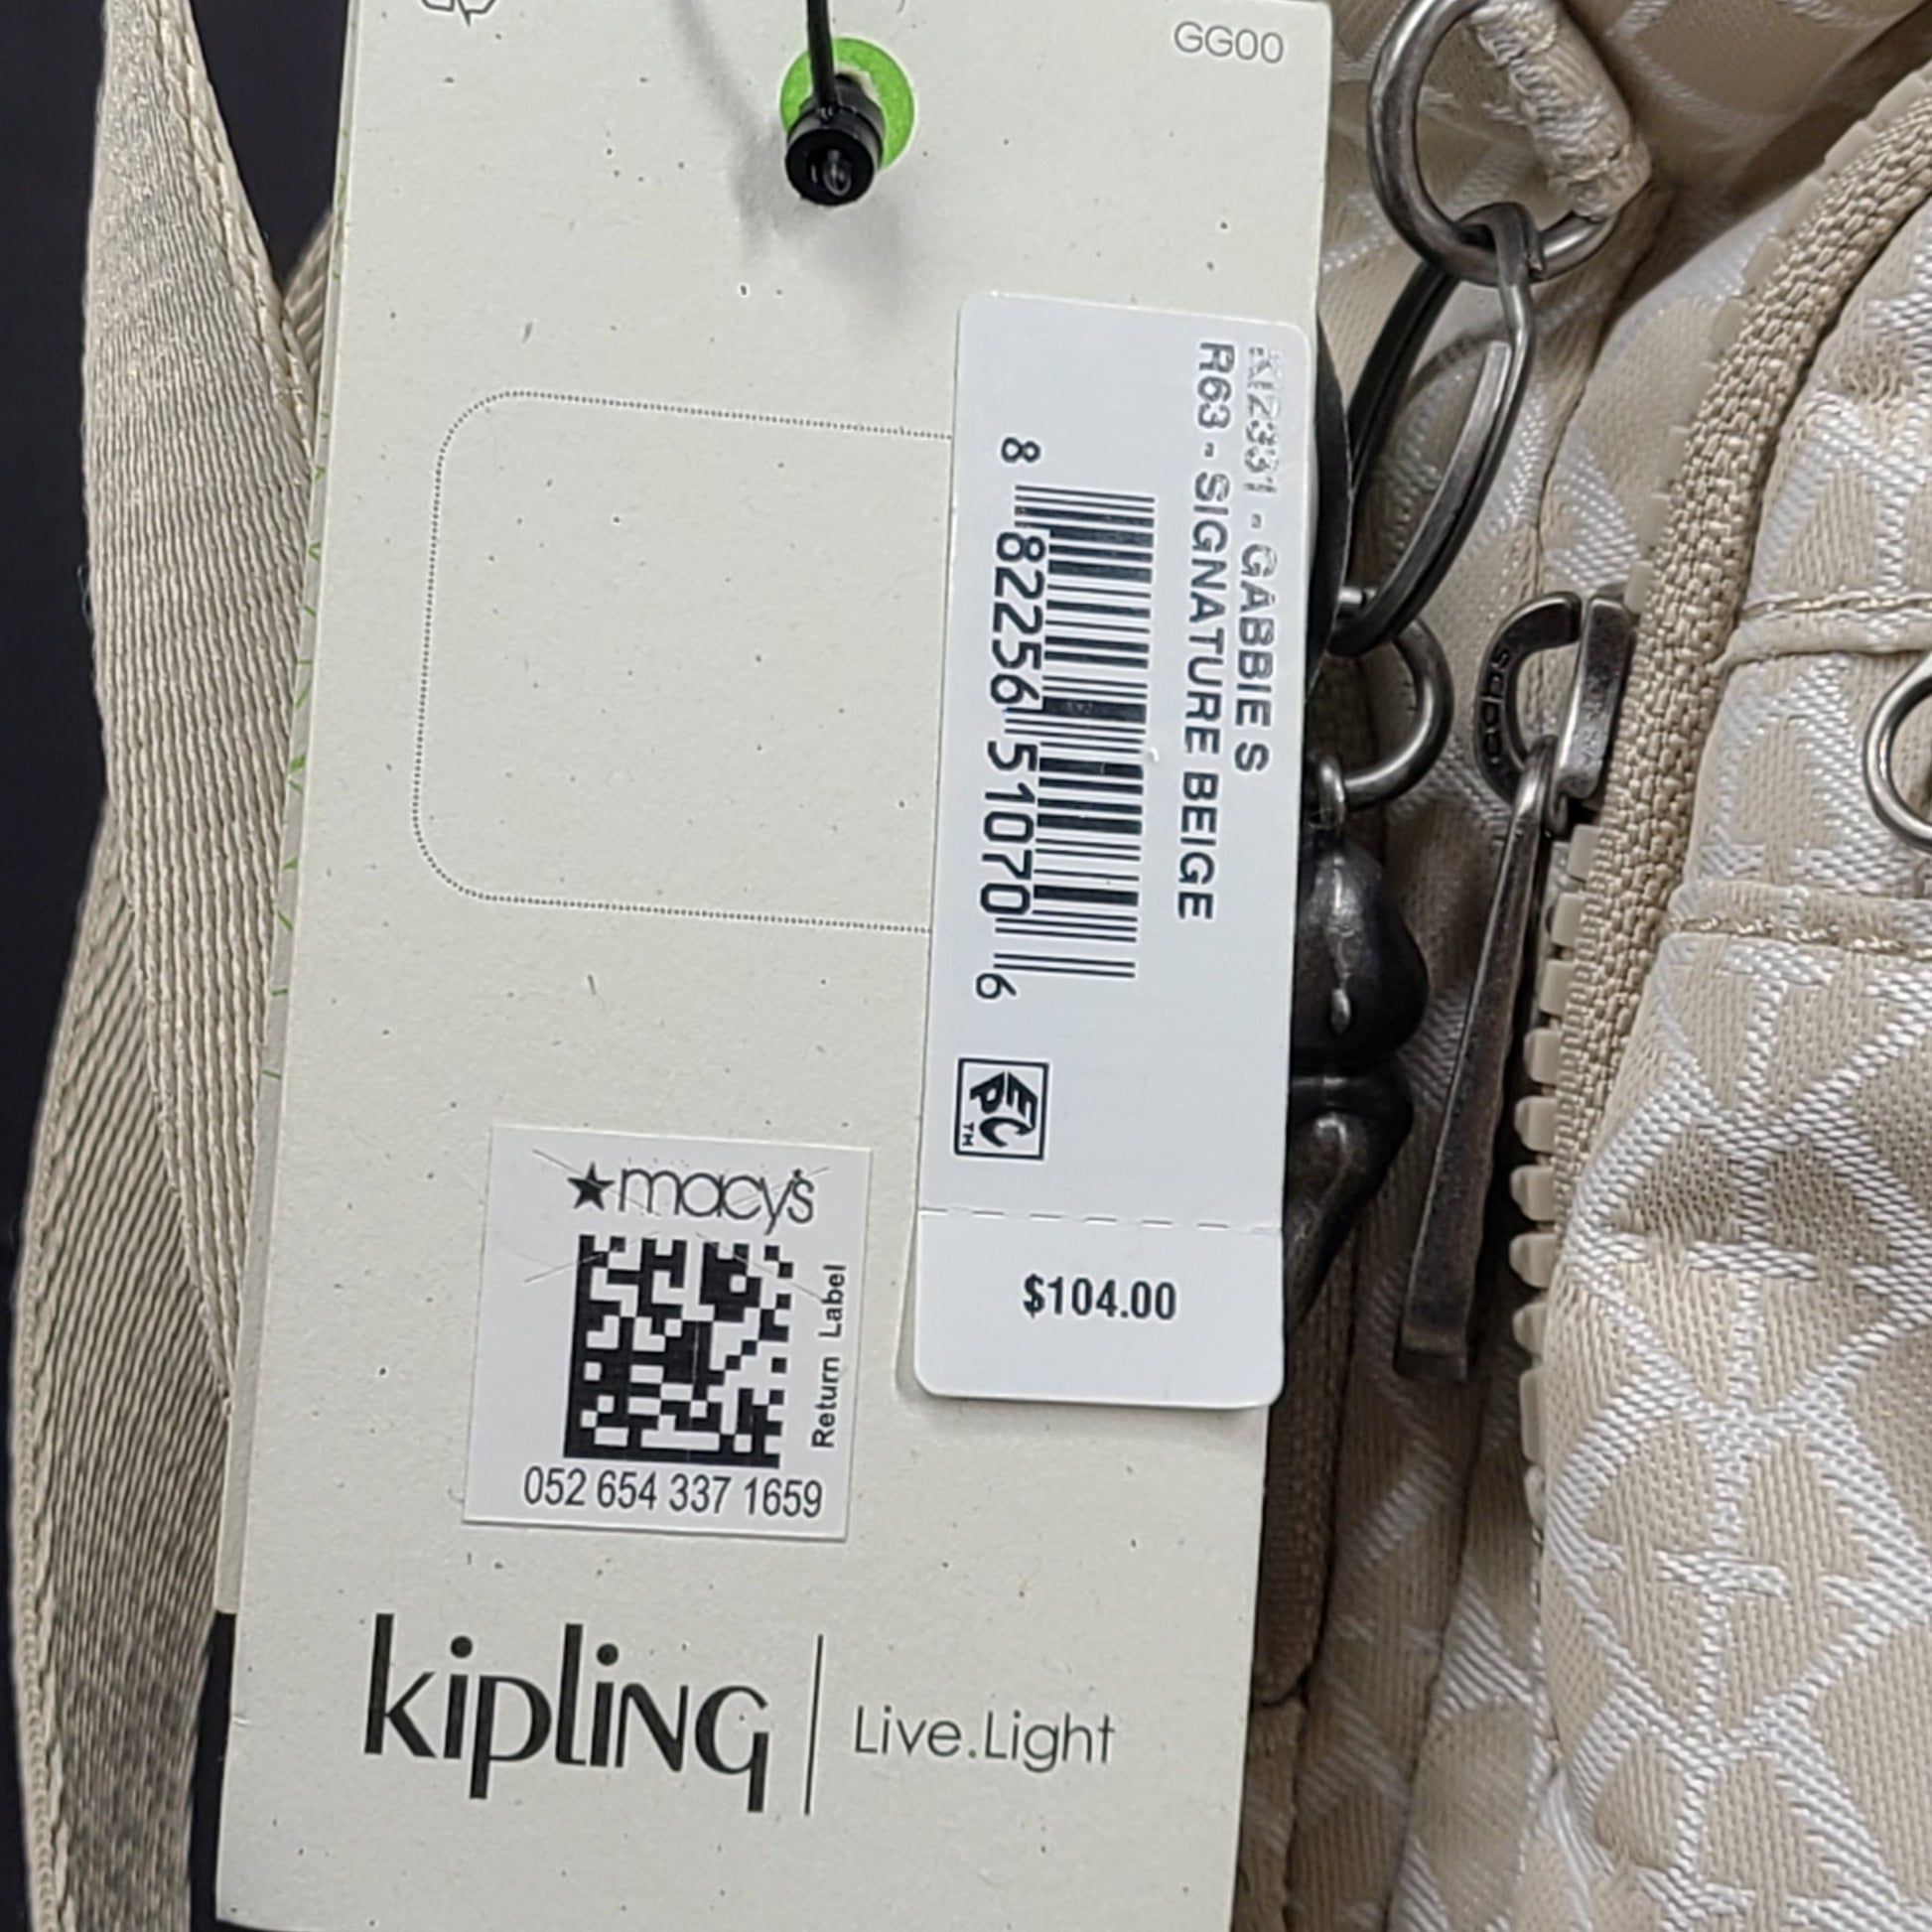 GG00
KI2331 - GABBIE S
R63 - SIGNATURE BEIGE
8 82256 51070 6
EPC™
$104.00
★macy's
Return Label
052 654 337 1659
kipling | Live.Light